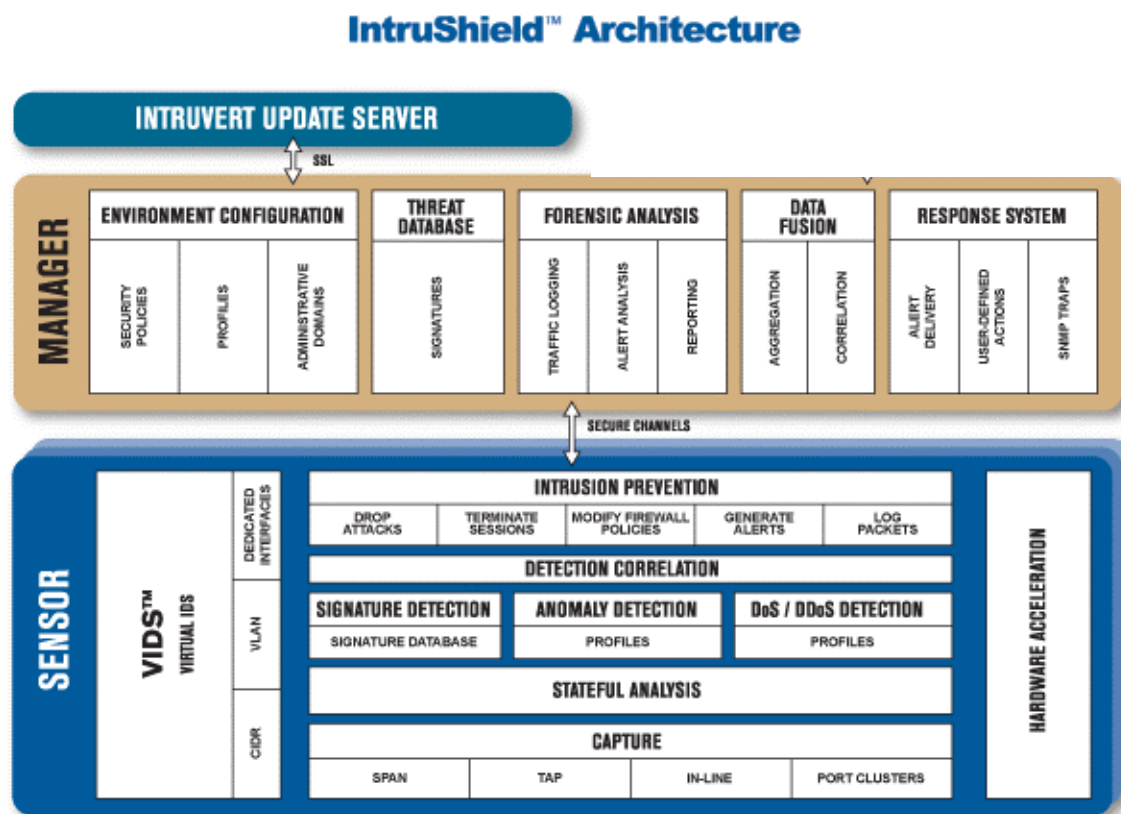 IntruShield™ Architecture
INTRUVERT UPDATE SERVER
SSL
MANAGER
ENVIRONMENT CONFIGURATION
SECURITY
POLICIES
PROFILES
ADMINISTRATIVE
DOMAINS
THREAT
DATABASE
SIGNATURES
FORENSIC ANALYSIS
TRAFFIC LOGGING
ALERT ANALYSIS
REPORTING
DATA
FUSION
AGGREGATION
CORRELATION
RESPONSE SYSTEM
ALERT
DELIVERY
USER-DEFINED
ACTIONS
SNMP TRAPS
SECURE CHANNELS
SENSOR
VIDS™
VIRTUAL IDS
DEDICATED
INTERFACES
VLAN
CIDR
INTRUSION PREVENTION
DROP
ATTACKS
TERMINATE
SESSIONS
MODIFY FIREWALL
POLICIES
GENERATE
ALERTS
LOG
PACKETS
DETECTION CORRELATION
SIGNATURE DETECTION
SIGNATURE DATABASE
ANOMALY DETECTION
PROFILES
DoS / DDoS DETECTION
PROFILES
STATEFUL ANALYSIS
CAPTURE
SPAN
TAP
IN-LINE
PORT CLUSTERS
HARDWARE ACCELERATION